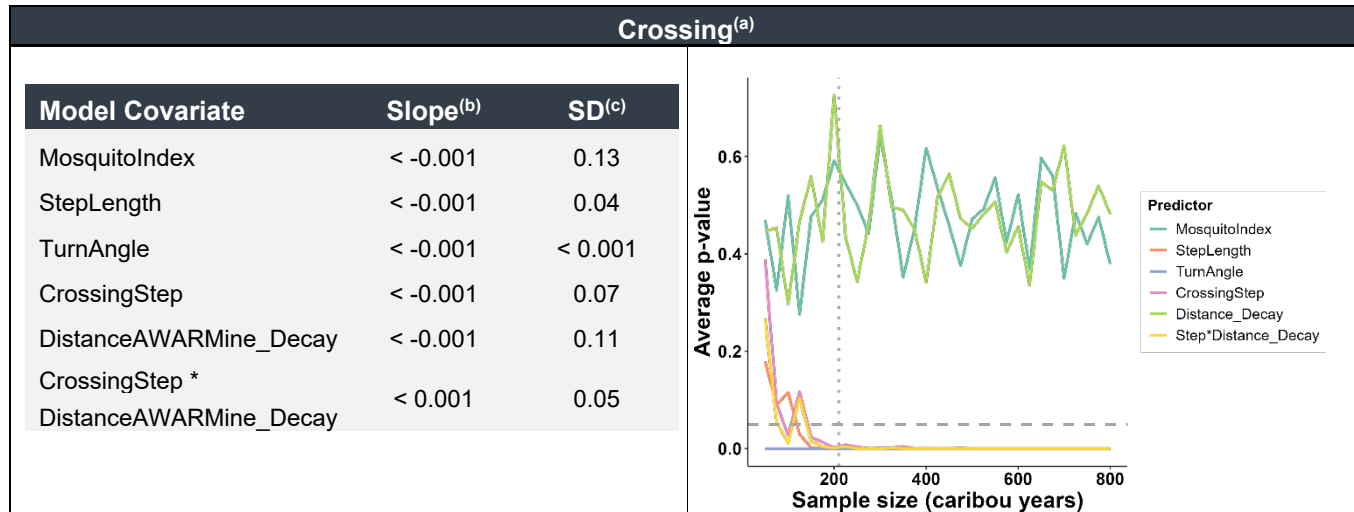 Crossing(a)
Model Covariate Slope(b) SD(c)
MosquitoIndex < -0.001 0.13
StepLength < -0.001 0.04
TurnAngle < -0.001 < 0.001
CrossingStep < -0.001 0.07
DistanceAWARMine_Decay < -0.001 0.11
CrossingStep *
DistanceAWARMine_Decay < 0.001 0.05
Average p-value
0.6
0.4
0.2
0.0
200 400 600 800
Sample size (caribou years)
Predictor
MosquitoIndex
StepLength
TurnAngle
CrossingStep
Distance_Decay
Step*Distance_Decay